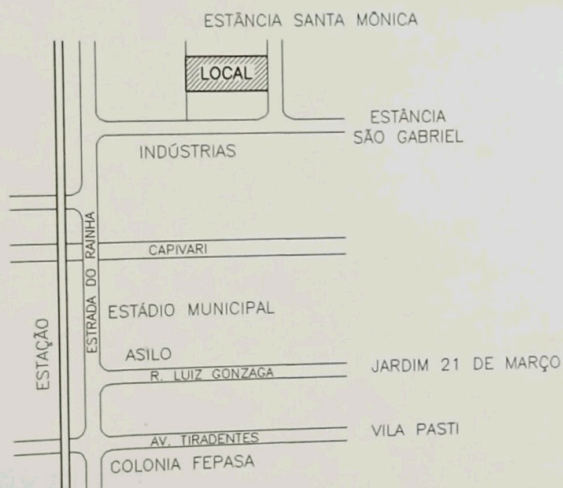 ESTÂNCIA SANTA MÔNICA
LOCAL
ESTÂNCIA
SÃO GABRIEL
INDÚSTRIAS
ESTRADA DO RAINHA
CAPIVARI
ESTAÇÃO
ESTÁDIO MUNICIPAL
ASILO
R. LUIZ GONZAGA
JARDIM 21 DE MARÇO
AV. TIRADENTES
VILA PASTI
COLONIA FEPASA